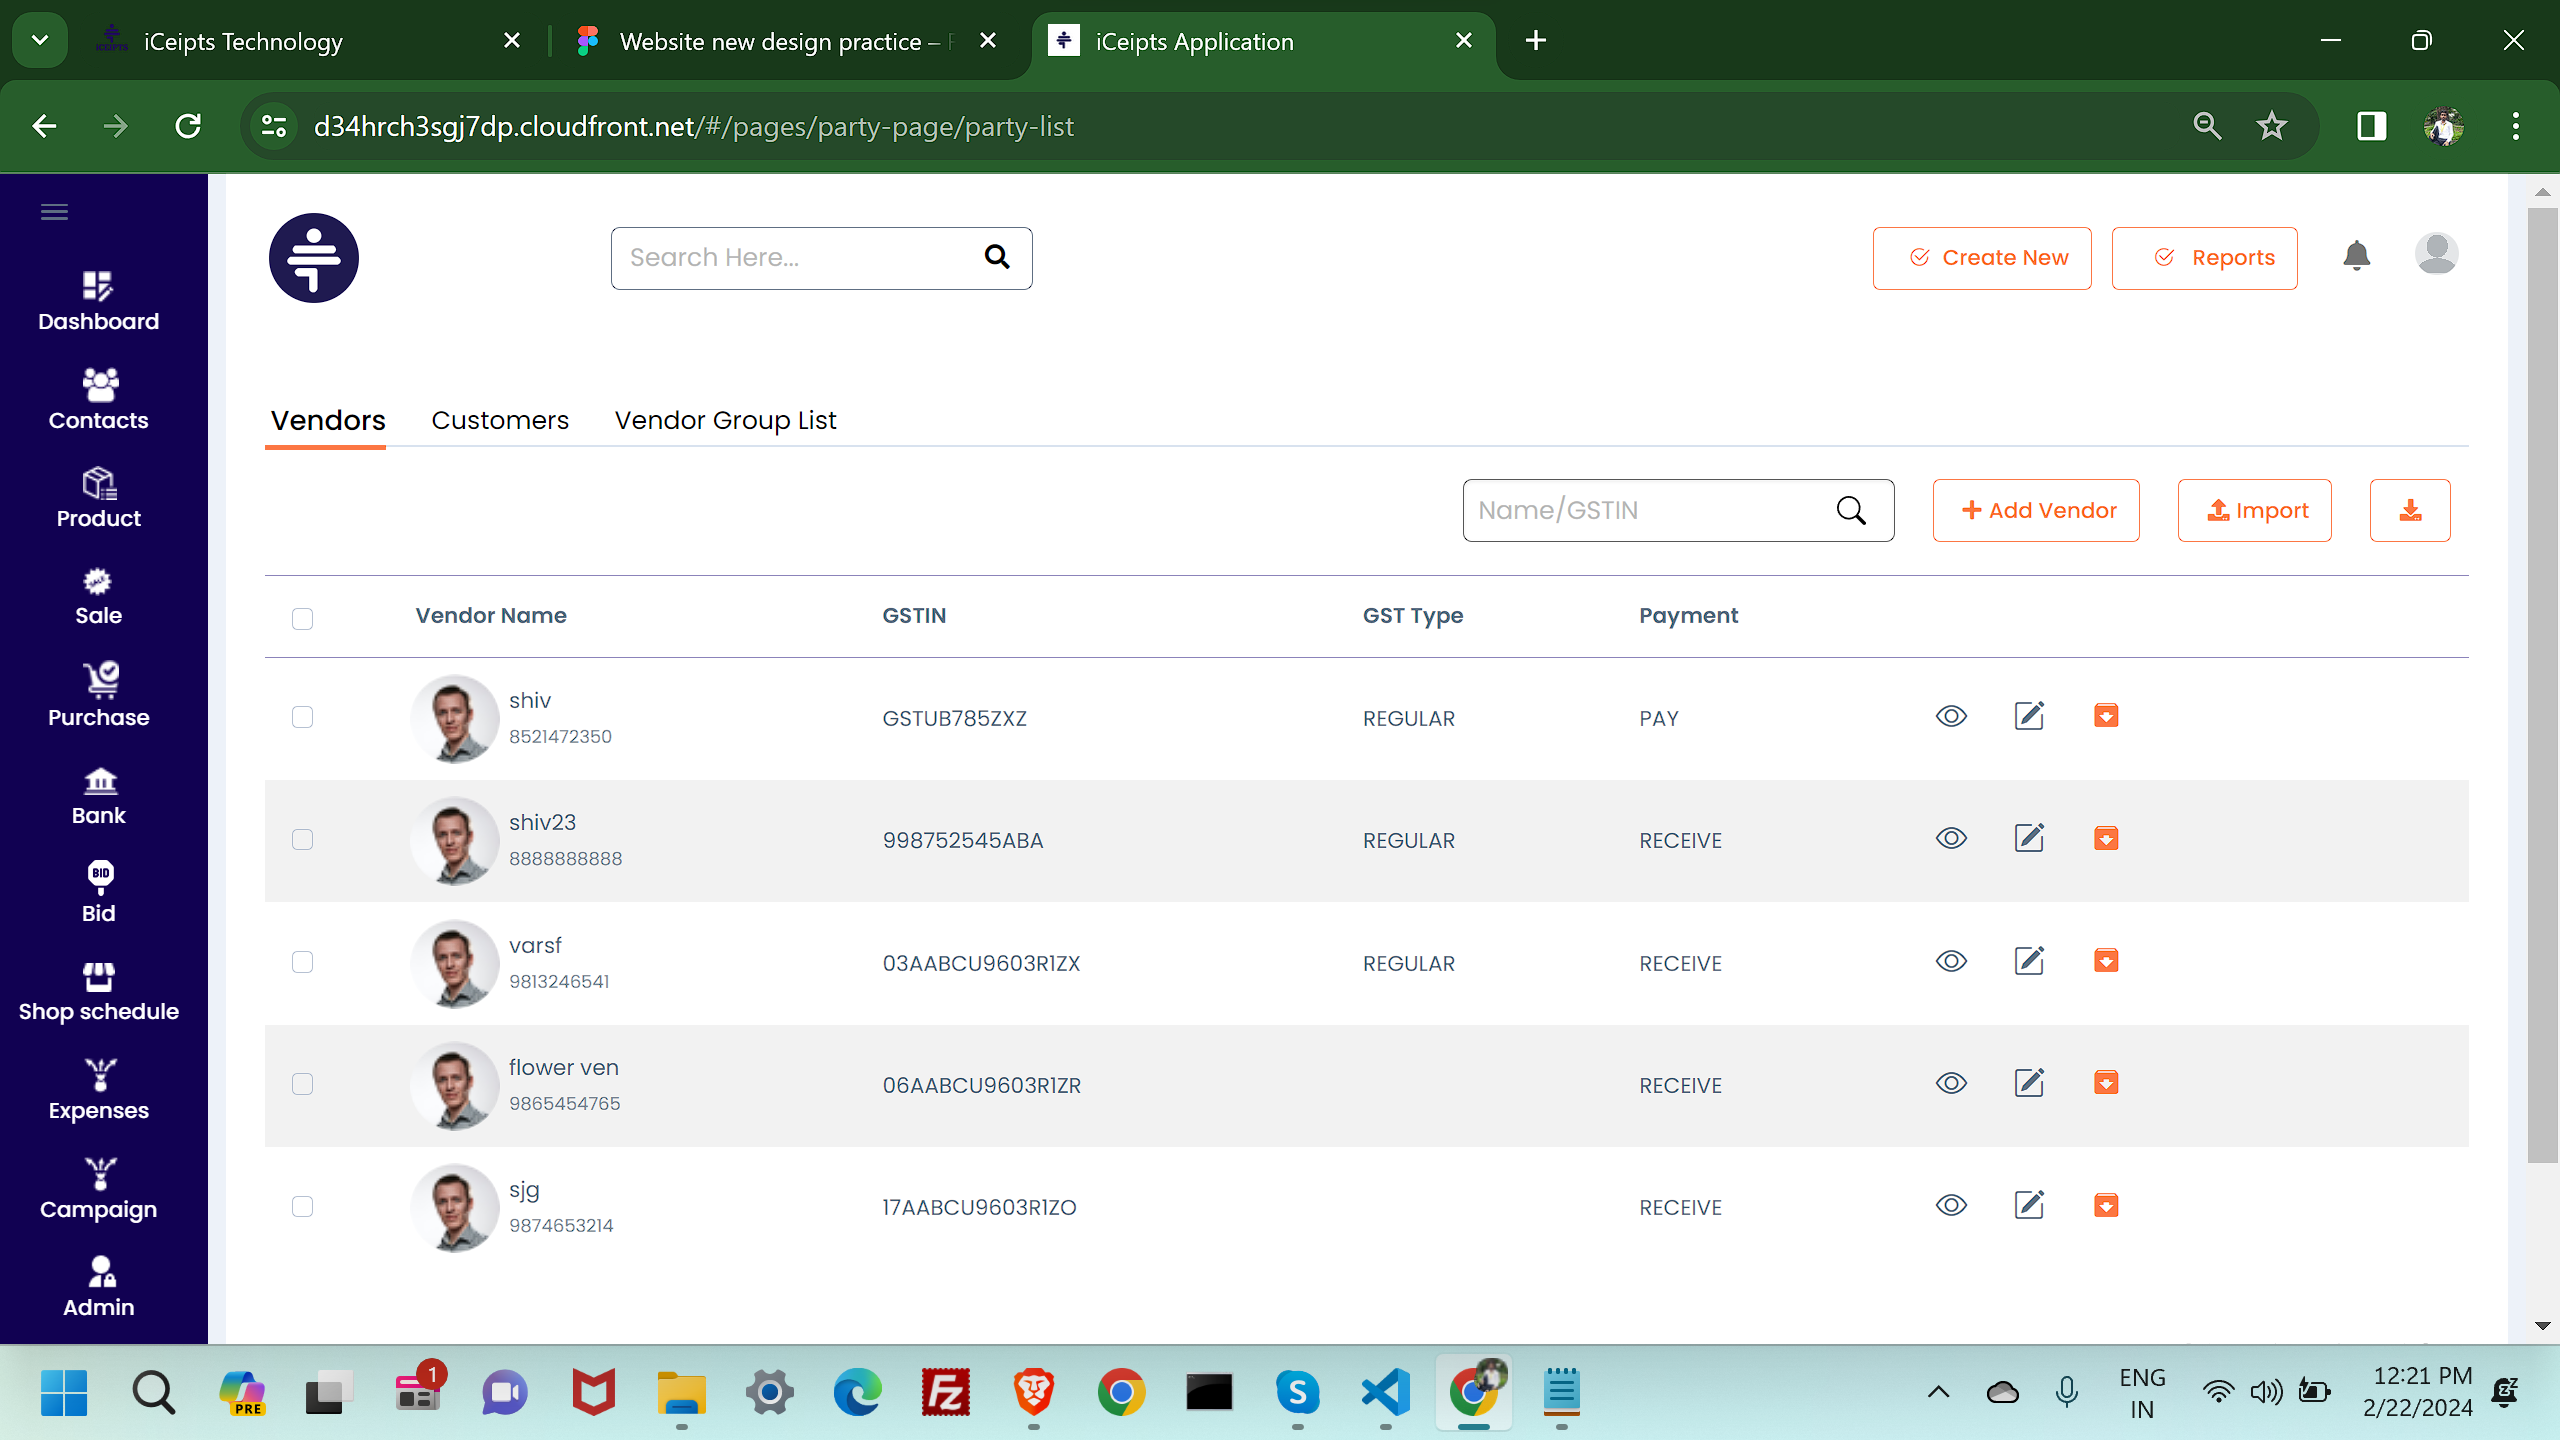 iCeipts Technology
Website new design practice –
iCeipts Application
d34hrch3sgj7dp.cloudfront.net/#/pages/party-page/party-list
Search Here...
Create New
Reports
Dashboard
Contacts
Product
Sale
Purchase
Bank
BID
Bid
Shop schedule
Expenses
Campaign
Admin
Vendors Customers Vendor Group List
Name/GSTIN
Add Vendor
Import
Vendor Name GSTIN GST Type Payment
shiv
8521472350
GSTUB785ZXZ REGULAR PAY
shiv23
8888888888
998752545ABA REGULAR RECEIVE
varsf
9813246541
03AABCU9603R1ZX REGULAR RECEIVE
flower ven
9865454765
06AABCU9603R1ZR RECEIVE
sjg
9874653214
17AABCU9603R1ZO RECEIVE
PRE
1
Fz
S
ENG
IN
12:21 PM
2/22/2024